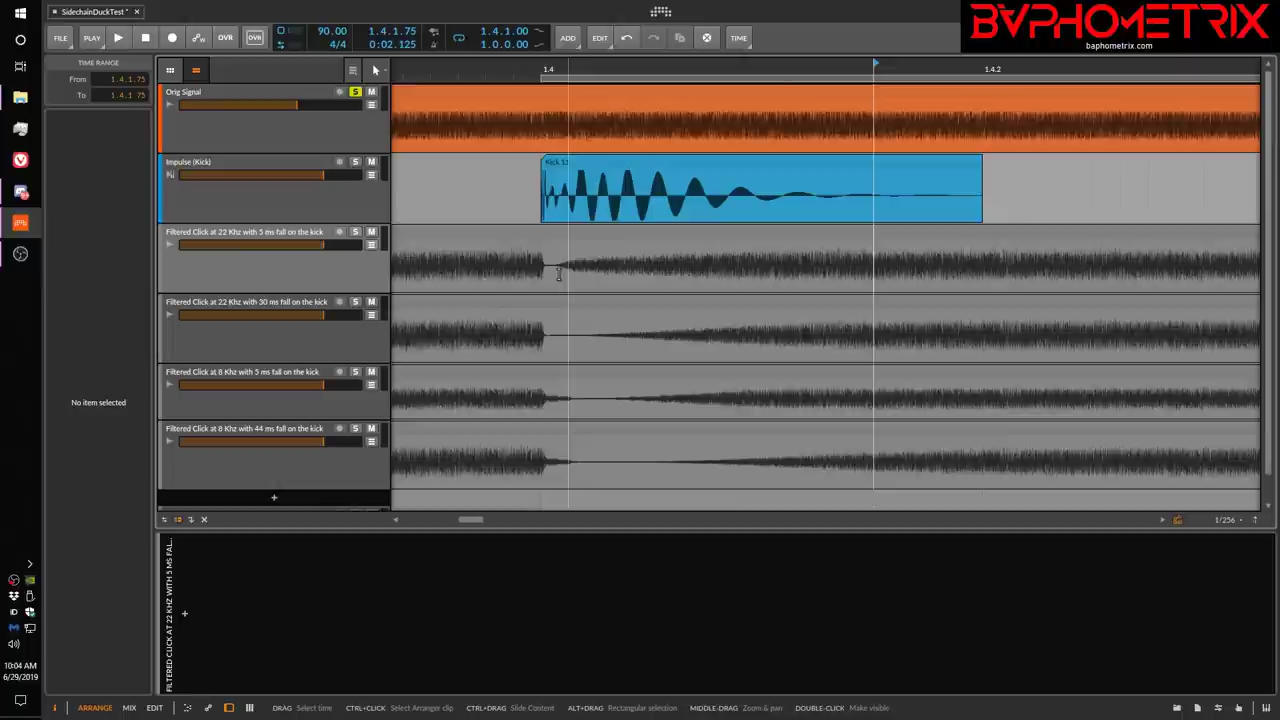 SidechainDuckTest *
BAPHOMETRIX
baphometrix.com
FILE
PLAY
OVR
OVR
90.00
4/4
1.4.1.75
0:02.125
1.4.1.00
1.0.0.00
ADD
EDIT
TIME
TIME RANGE
From 1.4.1.75
To 1.4.1 75
1.4
1.4.2
Orig Signal
S M
Impulse (Kick)
S M
Filtered Click at 22 Khz with 5 ms fall on the kick
S M
Filtered Click at 22 Khz with 30 ms fall on the kick
S M
Filtered Click at 8 Khz with 5 ms fall on the kick
S M
Filtered Click at 8 Khz with 44 ms fall on the kick
S M
No item selected
1/256
FILTERED CLICK AT 22 KHZ WITH 5 MS FAL...
10:04 AM
6/29/2019
ARRANGE MIX EDIT
DRAG Select time CTRL+CLICK Select Arranger clip CTRL+DRAG Slide Content ALT+DRAG Rectangular selection MIDDLE-DRAG Zoom & pan DOUBLE-CLICK Make visible